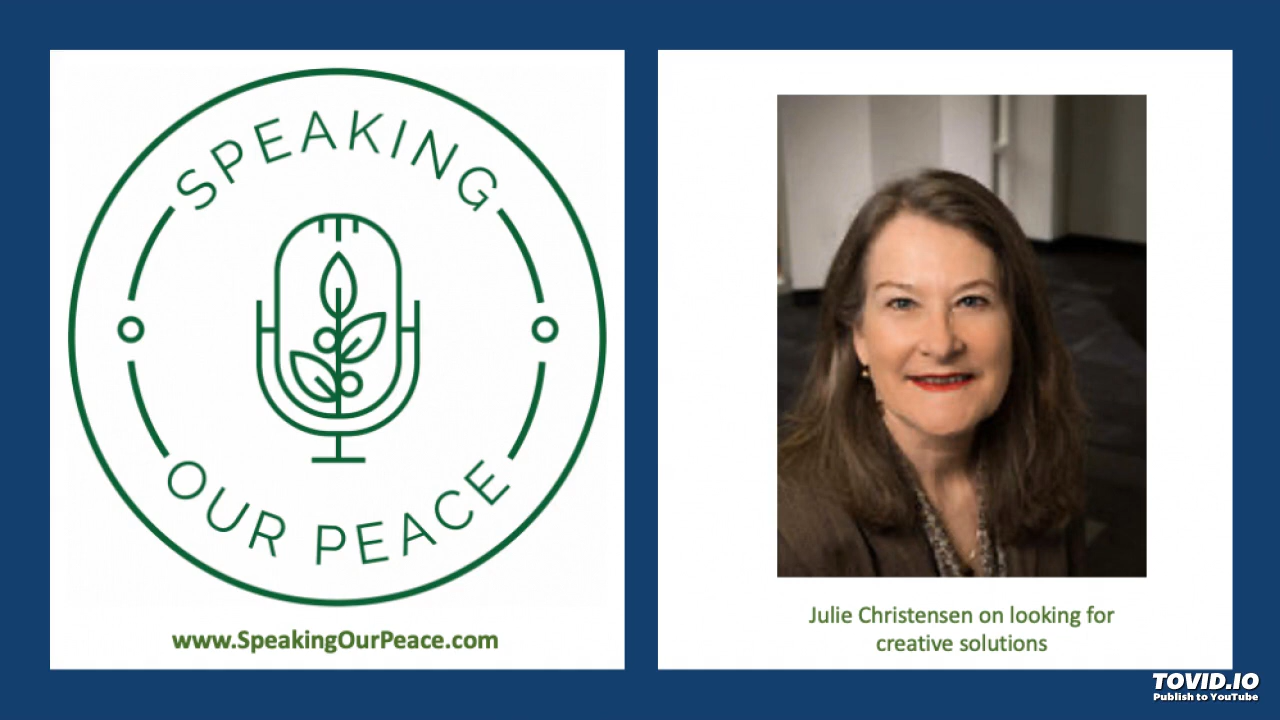 SPEAKING
OUR PEACE
www.SpeakingOurPeace.com
Julie Christensen on looking for
creative solutions
TOVID.IO
Publish to YouTube